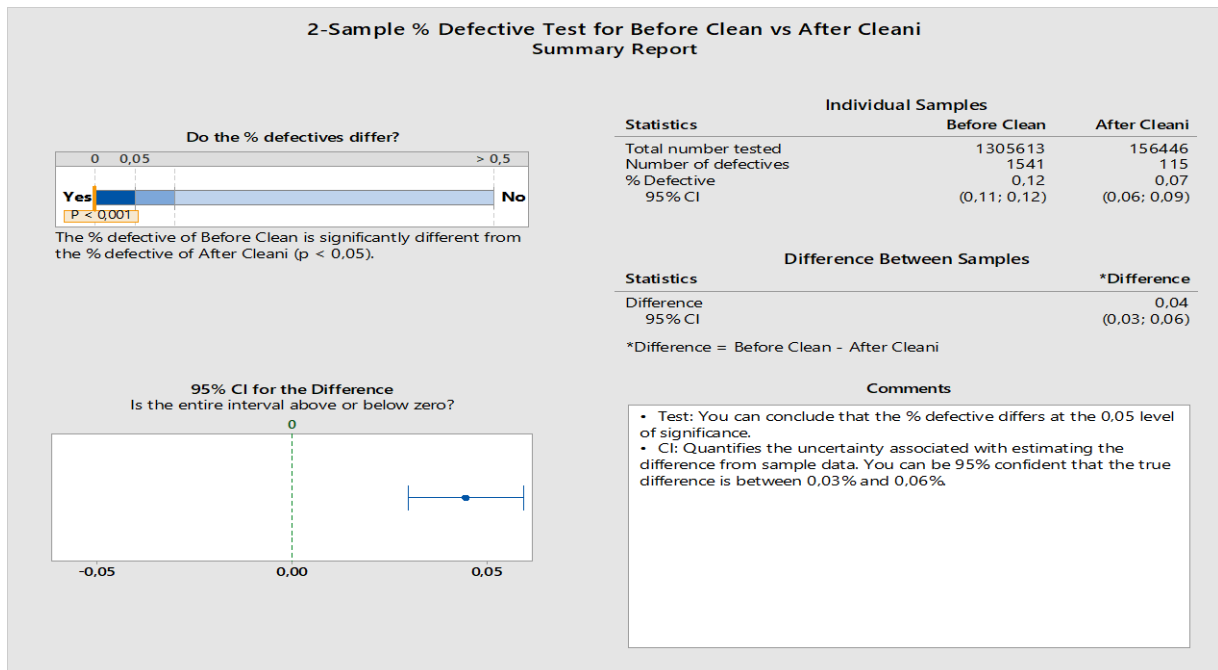 2-Sample % Defective Test for Before Clean vs After Cleani
Summary Report
Do the % defectives differ?
0 0,05 > 0,5
Yes No
P < 0,001
The % defective of Before Clean is significantly different from
the % defective of After Cleani (p < 0,05).
Individual Samples
Statistics Before Clean After Cleani
Total number tested 1305613 156446
Number of defectives 1541 115
% Defective 0,12 0,07
95% CI (0,11; 0,12) (0,06; 0,09)
Difference Between Samples
Statistics *Difference
Difference 0,04
95% CI (0,03; 0,06)
*Difference = Before Clean - After Cleani
95% CI for the Difference
Is the entire interval above or below zero?
0
-0,05 0,00 0,05
Comments
• Test: You can conclude that the % defective differs at the 0,05 level
of significance.
• CI: Quantifies the uncertainty associated with estimating the
difference from sample data. You can be 95% confident that the true
difference is between 0,03% and 0,06%.